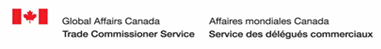 Global Affairs Canada
Trade Commissioner Service
Affaires mondiales Canada
Service des délégués commerciaux